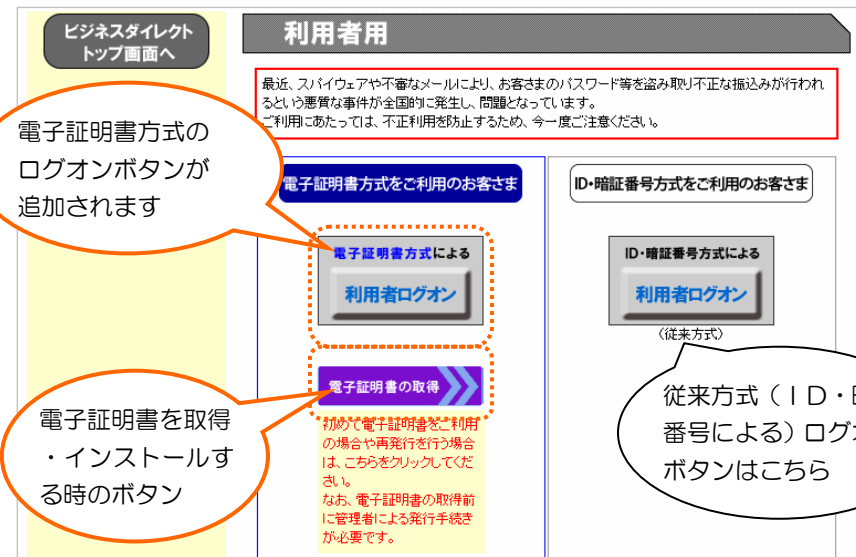 ビジネスダイレクト
トップ画面へ
利用者用
最近、スパイウェアや不審なメールにより、お客さまのパスワード等を盗み取り不正な振込みが行われ
るという悪質な事件が全国的に発生し、問題となっています。
ご利用にあたっては、不正利用を防止するため、今一度ご注意ください。
電子証明書方式の
ログオンボタンが
追加されます
電子証明書方式をご利用のお客さま
電子証明書方式による
利用者ログオン
電子証明書の取得
初めて電子証明書をご利用
の場合や再発行を行う場合
は、こちらをクリックしてくだ
さい。
なお、電子証明書の取得前
に管理者による発行手続き
が必要です。
電子証明書を取得
・インストールす
る時のボタン
ID・暗証番号方式をご利用のお客さま
ID・暗証番号方式による
利用者ログオン
(従来方式)
従来方式(ID・
番号による)ログ
ボタンはこちら